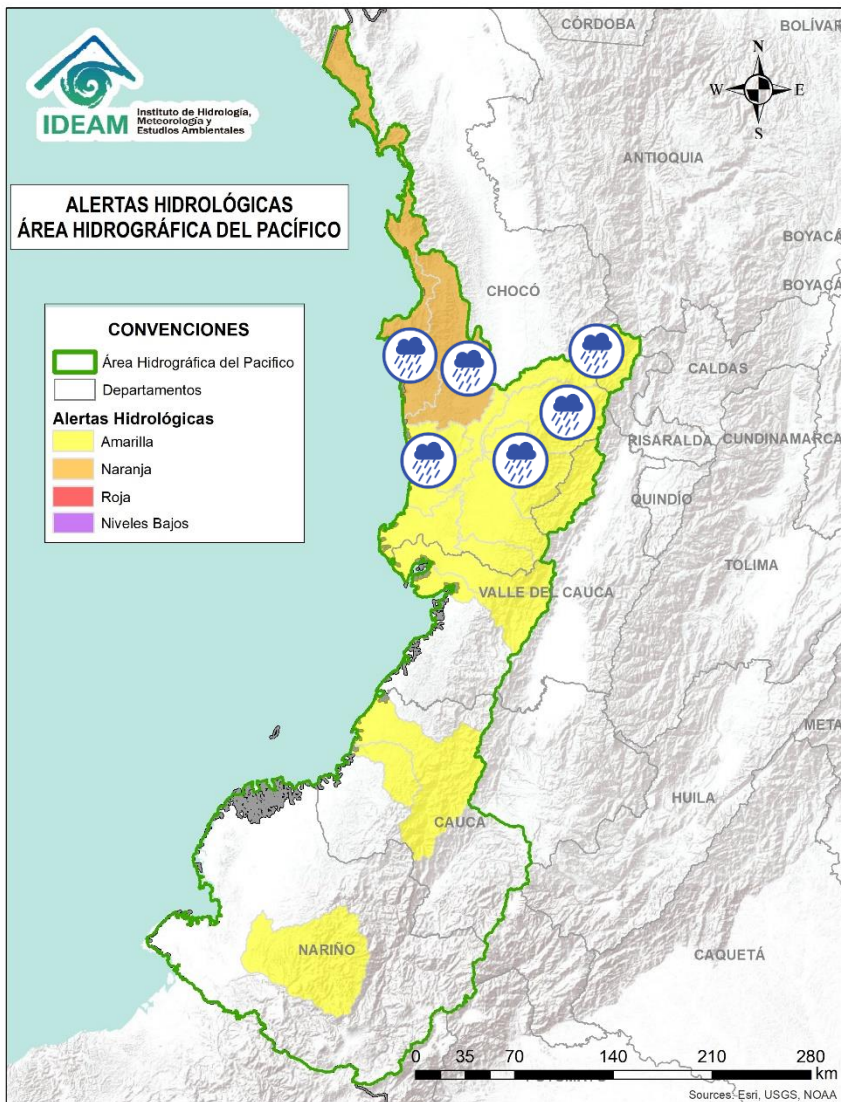 CÓRDOBA
BOLÍVAR
IDEAM
Instituto de Hidrología,
Meteorología y
Estudios Ambientales
N
W E
S
ANTIOQUIA
ALERTAS HIDROLÓGICAS
ÁREA HIDROGRÁFICA DEL PACÍFICO
BOYACÁ
BOYACÁ
CHOCÓ
CONVENCIONES
Área Hidrográfica del Pacifico
Departamentos
Alertas Hidrológicas
Amarilla
Naranja
Roja
Niveles Bajos
CALDAS
RISARALDA
CUNDINAMARCA
QUINDÍO
TOLIMA
VALLE DEL CAUCA
META
HUILA
CAUCA
NARIÑO
CAQUETÁ
0 35 70 140 210 280
km
Sources: Esri, USGS, NOAA